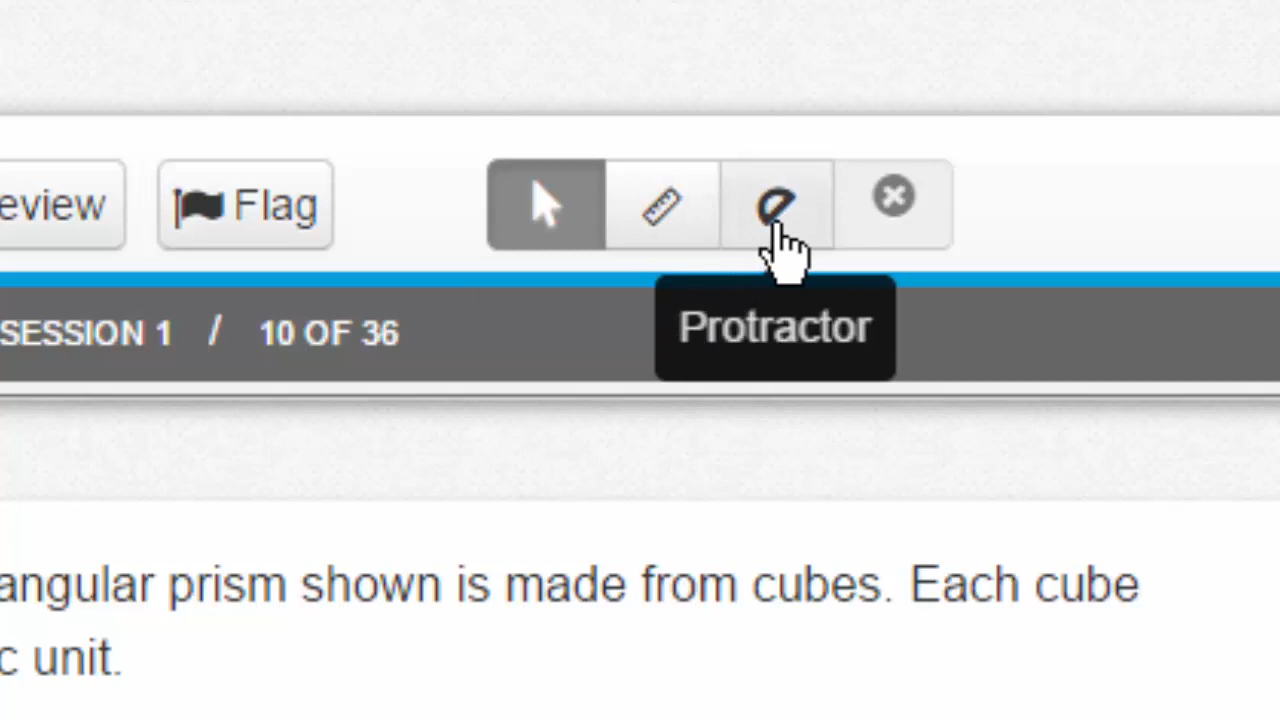 eview
Flag
Protractor
SESSION 1 / 10 OF 36
angular prism shown is made from cubes. Each cube
c unit.